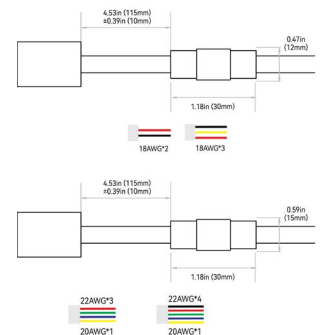 4.53in (115mm)
±0.39in (10mm)
0.47in
(12mm)
1.18in (30mm)
18AWG*2
18AWG*3
4.53in (115mm)
±0.39in (10mm)
0.59in
(15mm)
1.18in (30mm)
22AWG*3
22AWG*4
20AWG*1
20AWG*1